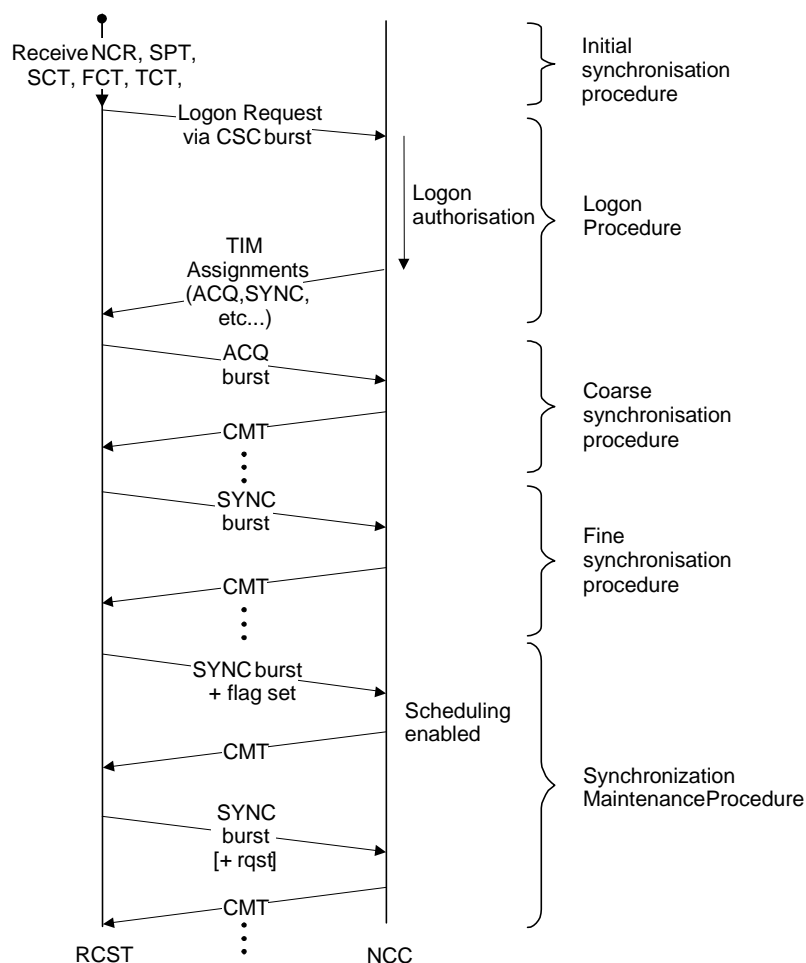 Receive NCR, SPT,
SCT, FCT, TCT,
Initial
synchronisation
procedure
Logon Request
via CSC burst
Logon
authorisation
Logon
Procedure
TIM
Assignments
(ACQ,SYNC,
etc...)
ACQ
burst
Coarse
synchronisation
procedure
CMT
SYNC
burst
Fine
synchronisation
procedure
CMT
SYNC burst
+ flag set
Scheduling
enabled
CMT
Synchronization
MaintenanceProcedure
SYNC
burst
[+ rqst]
CMT
RCST
NCC